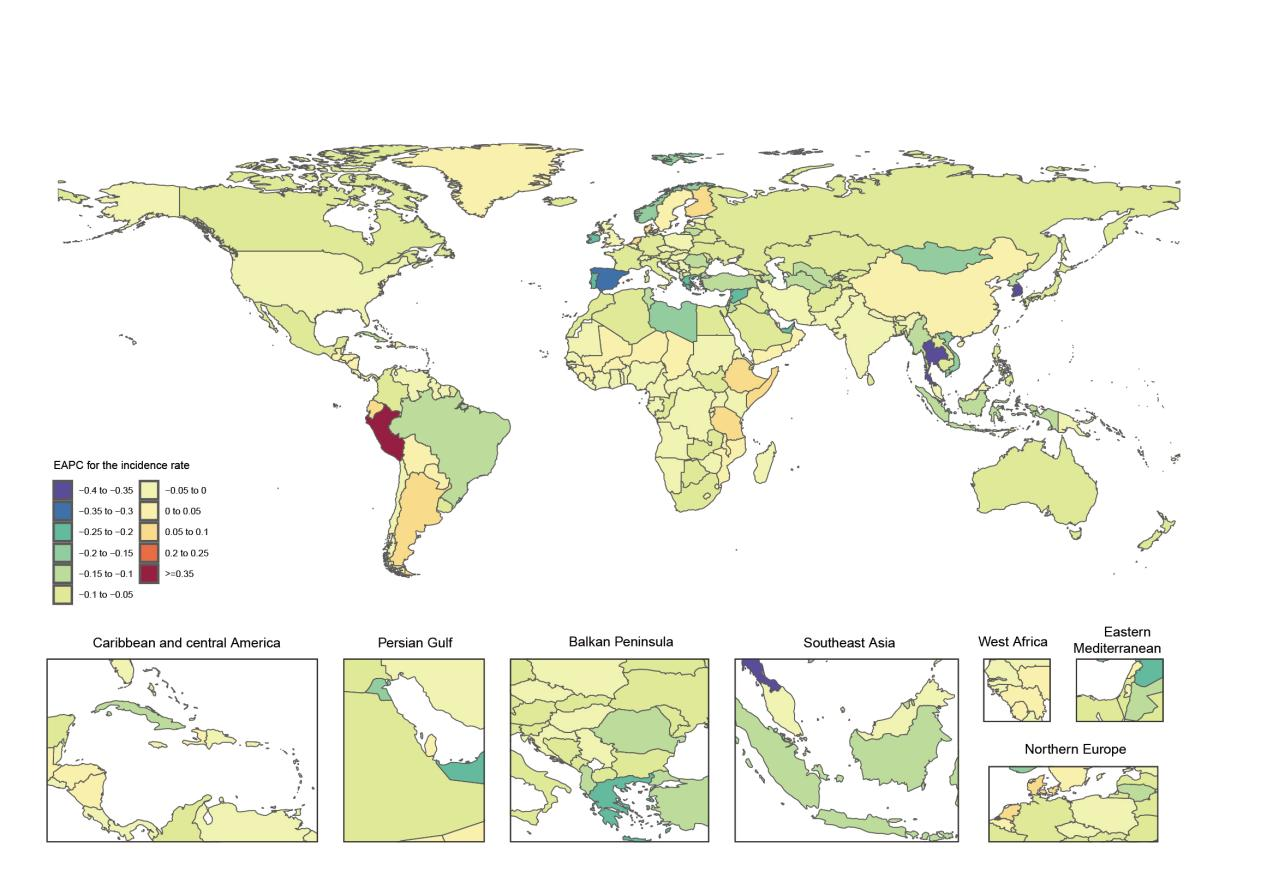 EAPC for the incidence rate
−0.4 to −0.35
−0.35 to −0.3
−0.25 to −0.2
−0.2 to −0.15
−0.15 to −0.1
−0.1 to −0.05
−0.05 to 0
0 to 0.05
0.05 to 0.1
0.2 to 0.25
>=0.35
Caribbean and central America
Persian Gulf
Balkan Peninsula
Southeast Asia
West Africa
Eastern
Mediterranean
Northern Europe